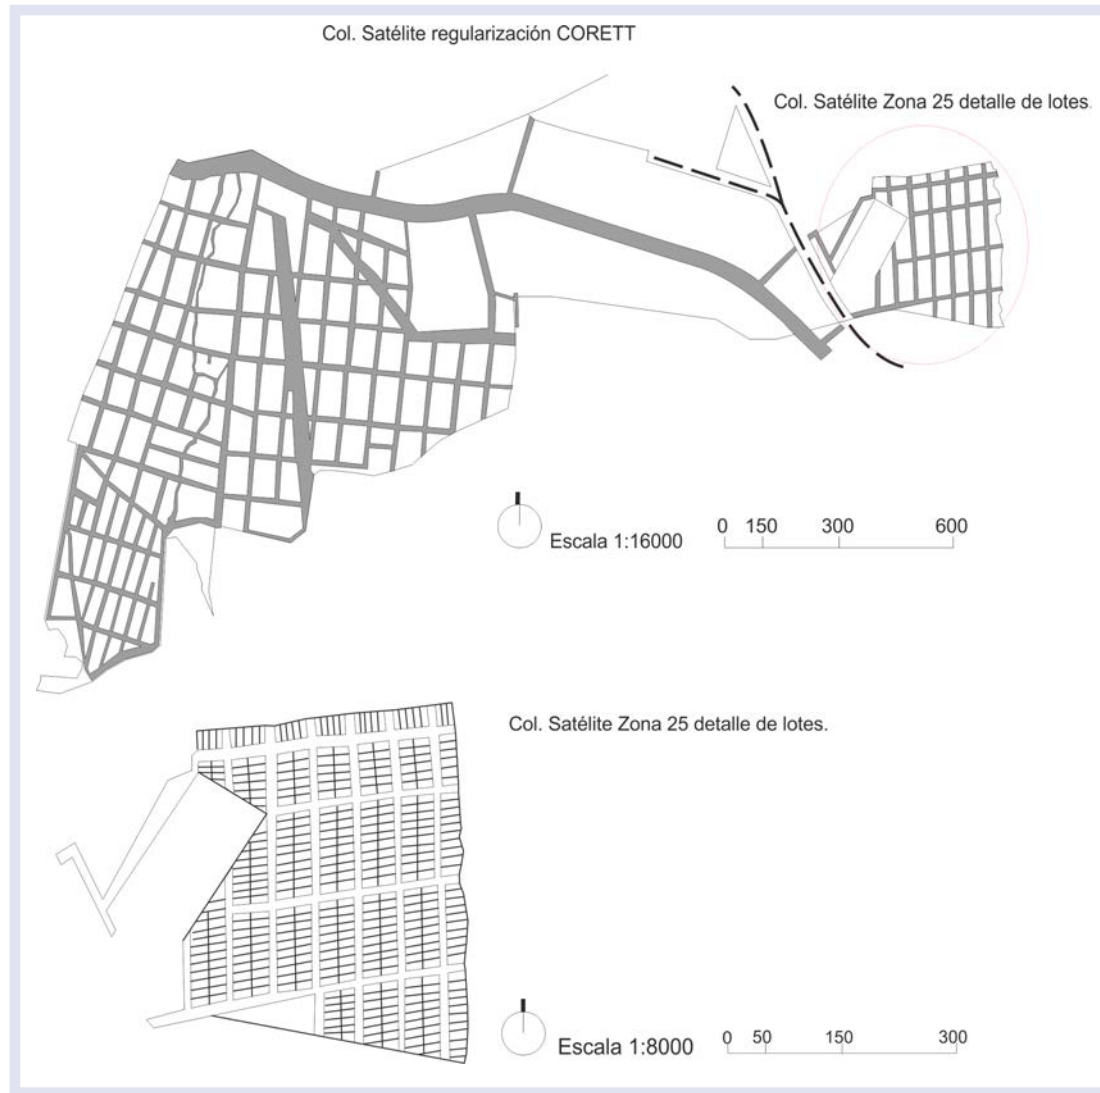 Col. Satélite regularización CORETT
Col. Satélite Zona 25 detalle de lotes.
Escala 1:16000
0 150 300 600
Col. Satélite Zona 25 detalle de lotes.
Escala 1:8000
0 50 150 300